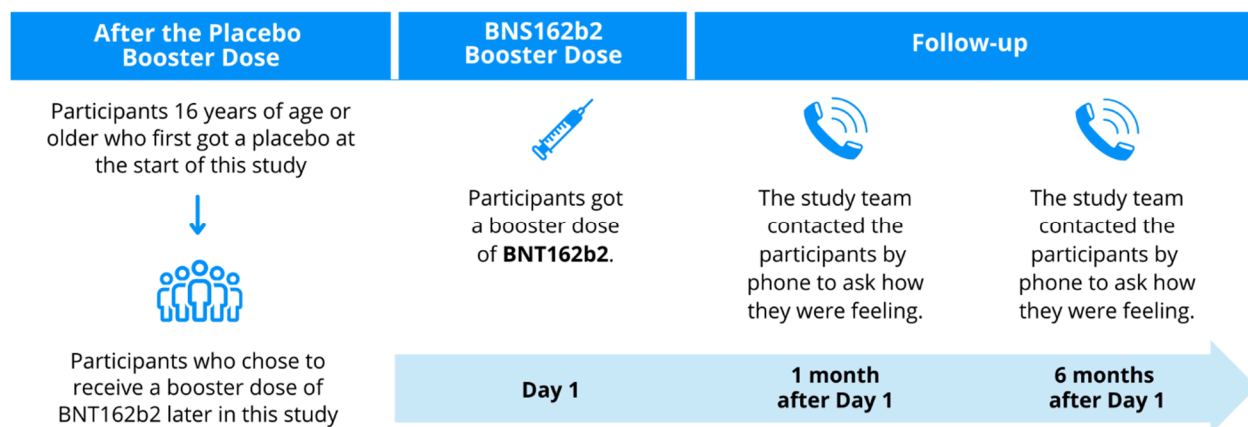 After the Placebo
Booster Dose
BNS162b2
Booster Dose
Follow-up
Participants 16 years of age or
older who first got a placebo at
the start of this study
Participants who chose to
receive a booster dose of
BNT162b2 later in this study
Participants got
a booster dose
of BNT162b2.
The study team
contacted the
participants by
phone to ask how
they were feeling.
The study team
contacted the
participants by
phone to ask how
they were feeling.
Day 1
1 month
after Day 1
6 months
after Day 1